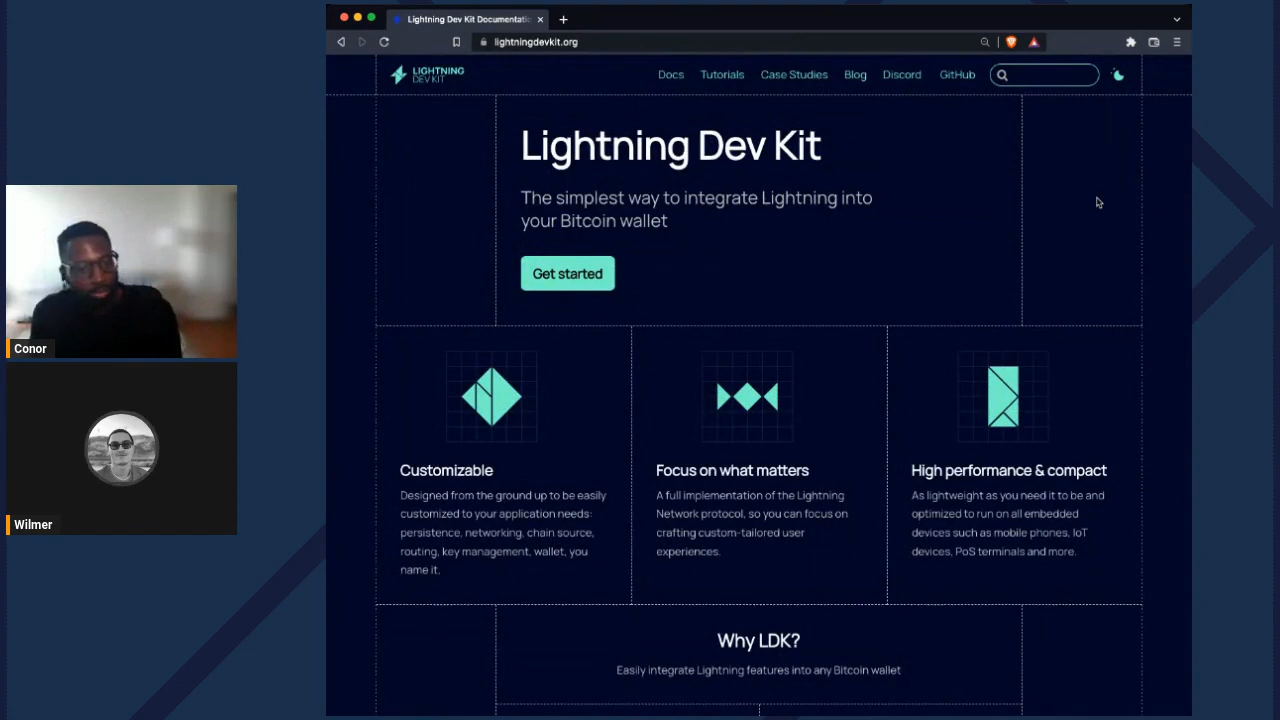 Lightning Dev Kit Documentatio
lightningdevkit.org
LIGHTNING
DEVKIT
Docs
Tutorials
Case Studies
Blog
Discord
GitHub
Lightning Dev Kit
The simplest way to integrate Lightning into
your Bitcoin wallet
Get started
Customizable
Designed from the ground up to be easily
customized to your application needs:
persistence, networking, chain source,
routing, key management, wallet, you
name it.
Focus on what matters
A full implementation of the Lightning
Network protocol, so you can focus on
crafting custom-tailored user
experiences.
High performance & compact
As lightweight as you need it to be and
optimized to run on all embedded
devices such as mobile phones, IoT
devices, PoS terminals and more.
Why LDK?
Easily integrate Lightning features into any Bitcoin wallet
Conor
Wilmer